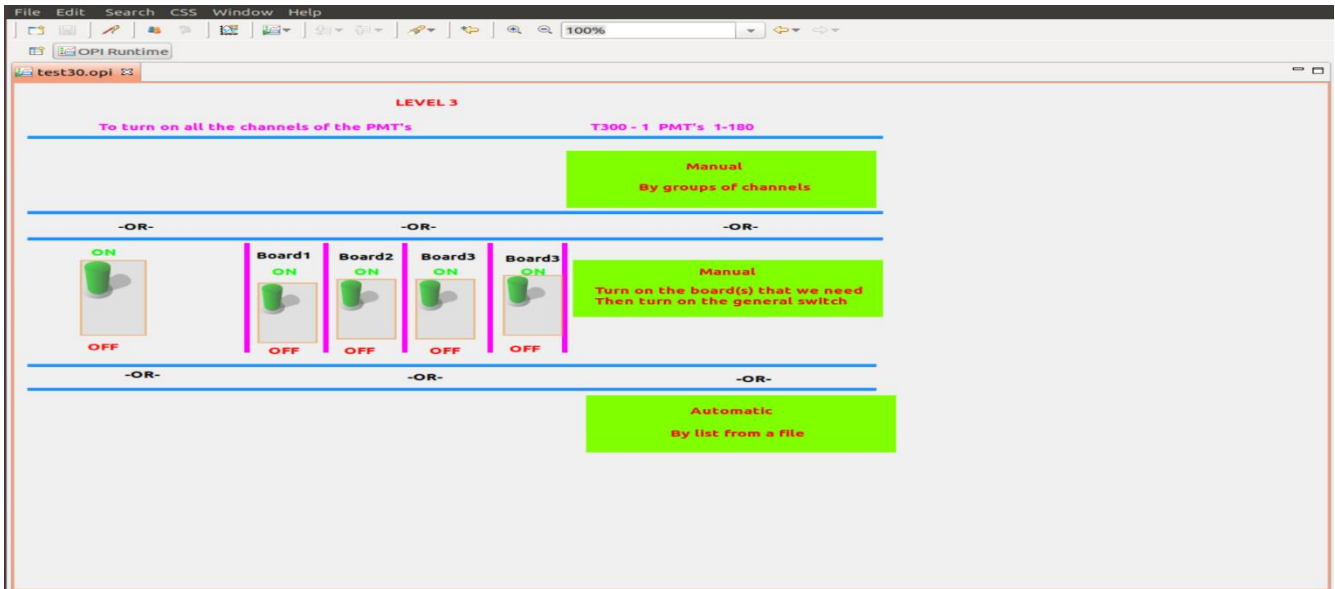 File Edit Search CSS Window Help
100%
OPI Runtime
test30.opi
LEVEL 3
To turn on all the channels of the PMT's T300 - 1 PMT's 1-180
Manual
By groups of channels
-OR- -OR- -OR-
ON Board1 Board2 Board3 Board3
ON ON ON ON
Manual
Turn on the board(s) that we need
Then turn on the general switch
OFF OFF OFF OFF OFF
-OR- -OR- -OR-
Automatic
By list from a file